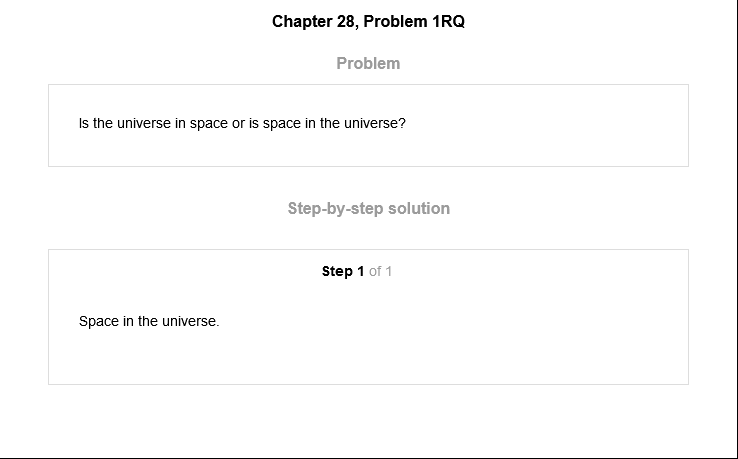 Chapter 28, Problem 1RQ
Problem
Is the universe in space or is space in the universe?
Step-by-step solution
Step 1 of 1
Space in the universe.